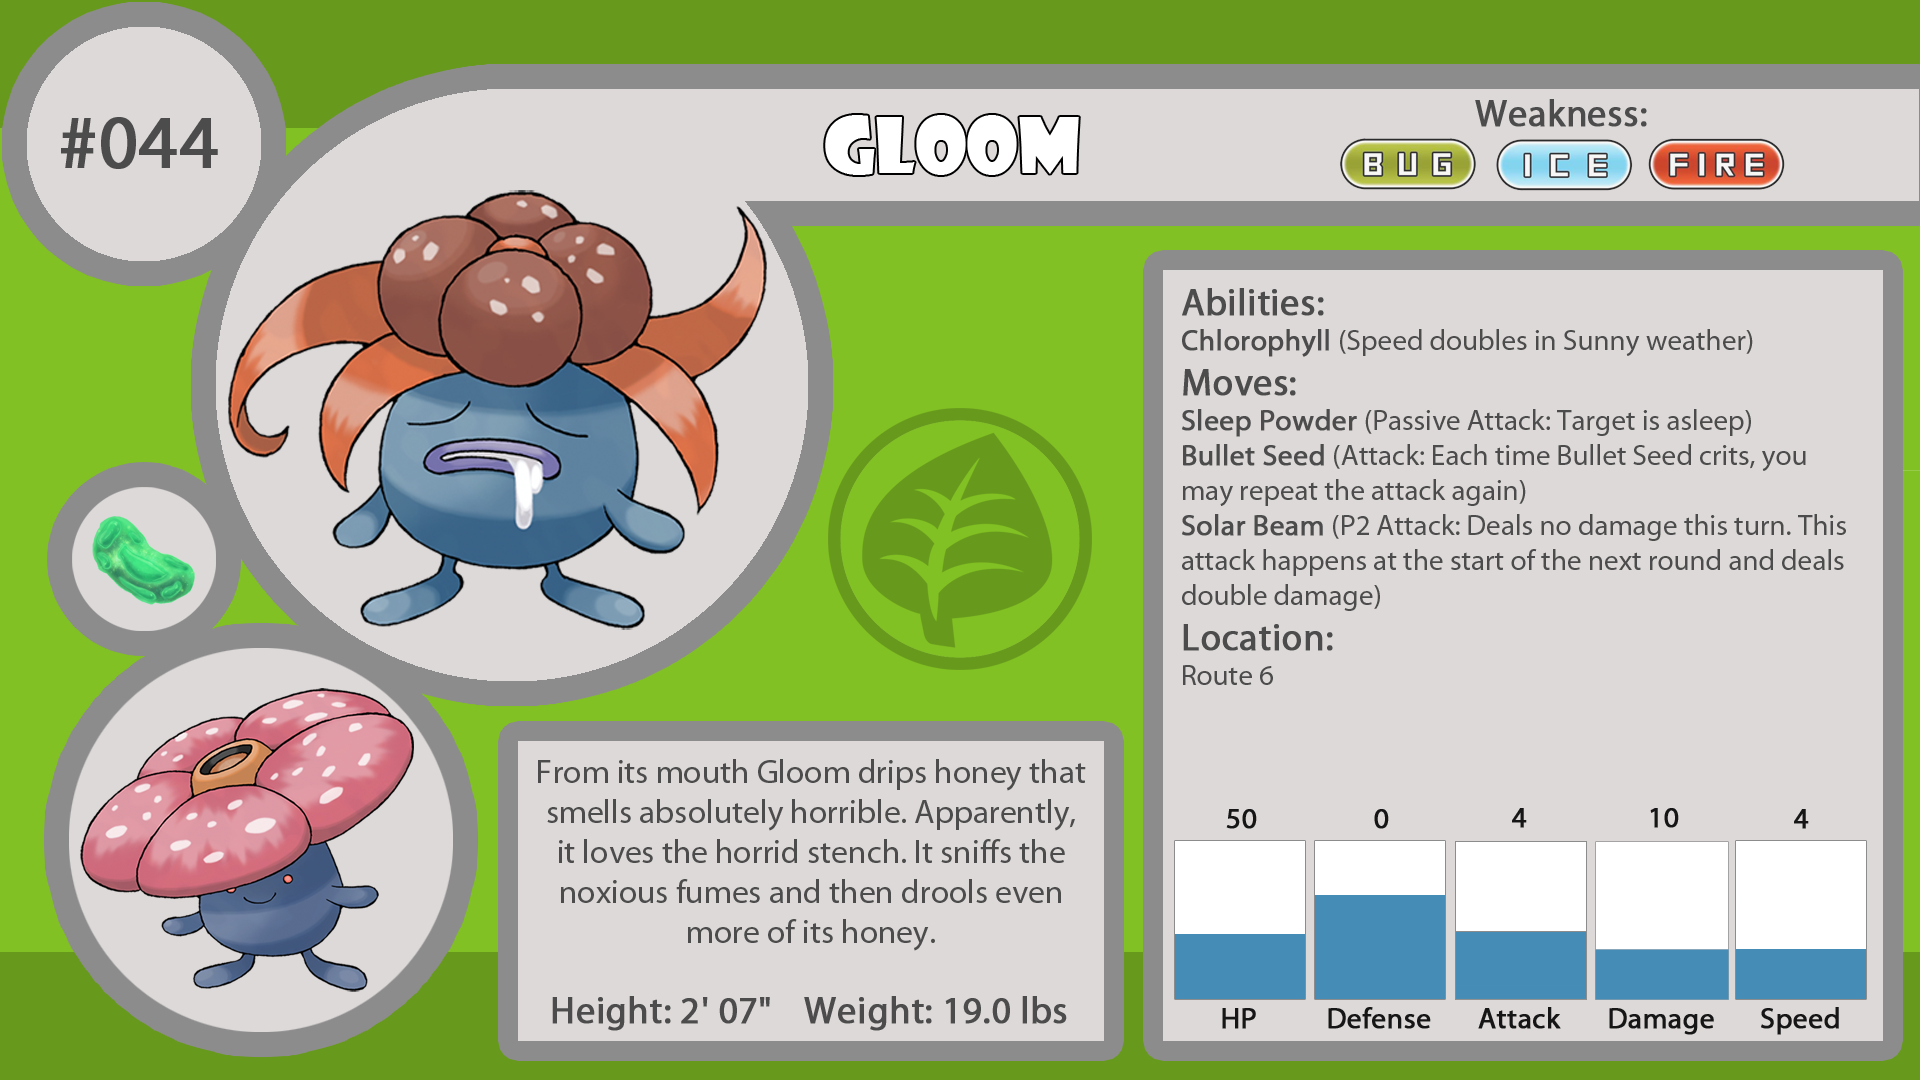 #044
GLOOM
Weakness:
BUG ICE FIRE
Abilities:
Chlorophyll (Speed doubles in Sunny weather)
Moves:
Sleep Powder (Passive Attack: Target is asleep)
Bullet Seed (Attack: Each time Bullet Seed crits, you
may repeat the attack again)
Solar Beam (P2 Attack: Deals no damage this turn. This
attack happens at the start of the next round and deals
double damage)
Location:
Route 6
From its mouth Gloom drips honey that
smells absolutely horrible. Apparently,
it loves the horrid stench. It sniffs the
noxious fumes and then drools even
more of its honey.
Height: 2' 07" Weight: 19.0 lbs
50 0 4 10 4
HP Defense Attack Damage Speed